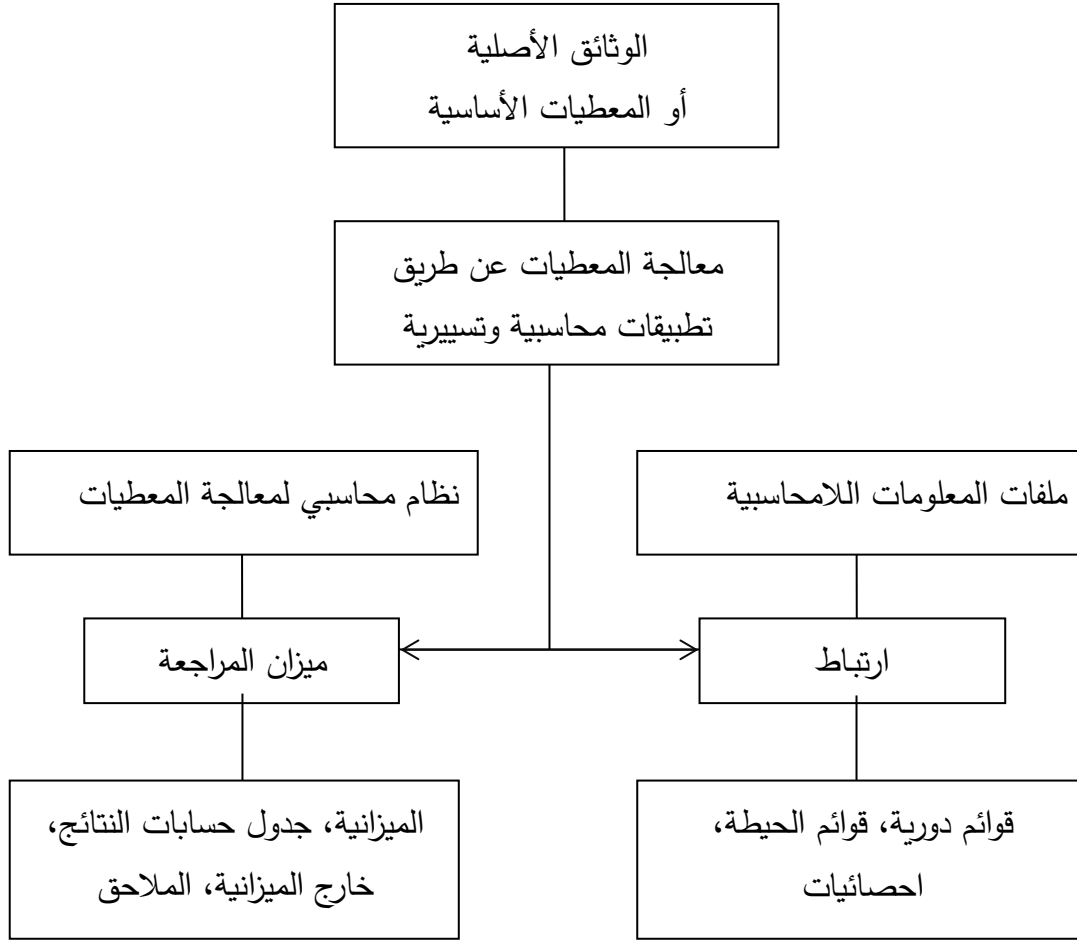 الوثائق الأصلية
أو المعطيات الأساسية
معالجة المعطيات عن طريق
تطبيقات محاسبية وتسييرية
ملفات المعلومات اللامحاسبية
نظام محاسبي لمعالجة المعطيات
ارتباط
ميزان المراجعة
قوائم دورية، قوائم الحيطة،
احصائيات
الميزانية، جدول حسابات النتائج،
خارج الميزانية، الملاحق